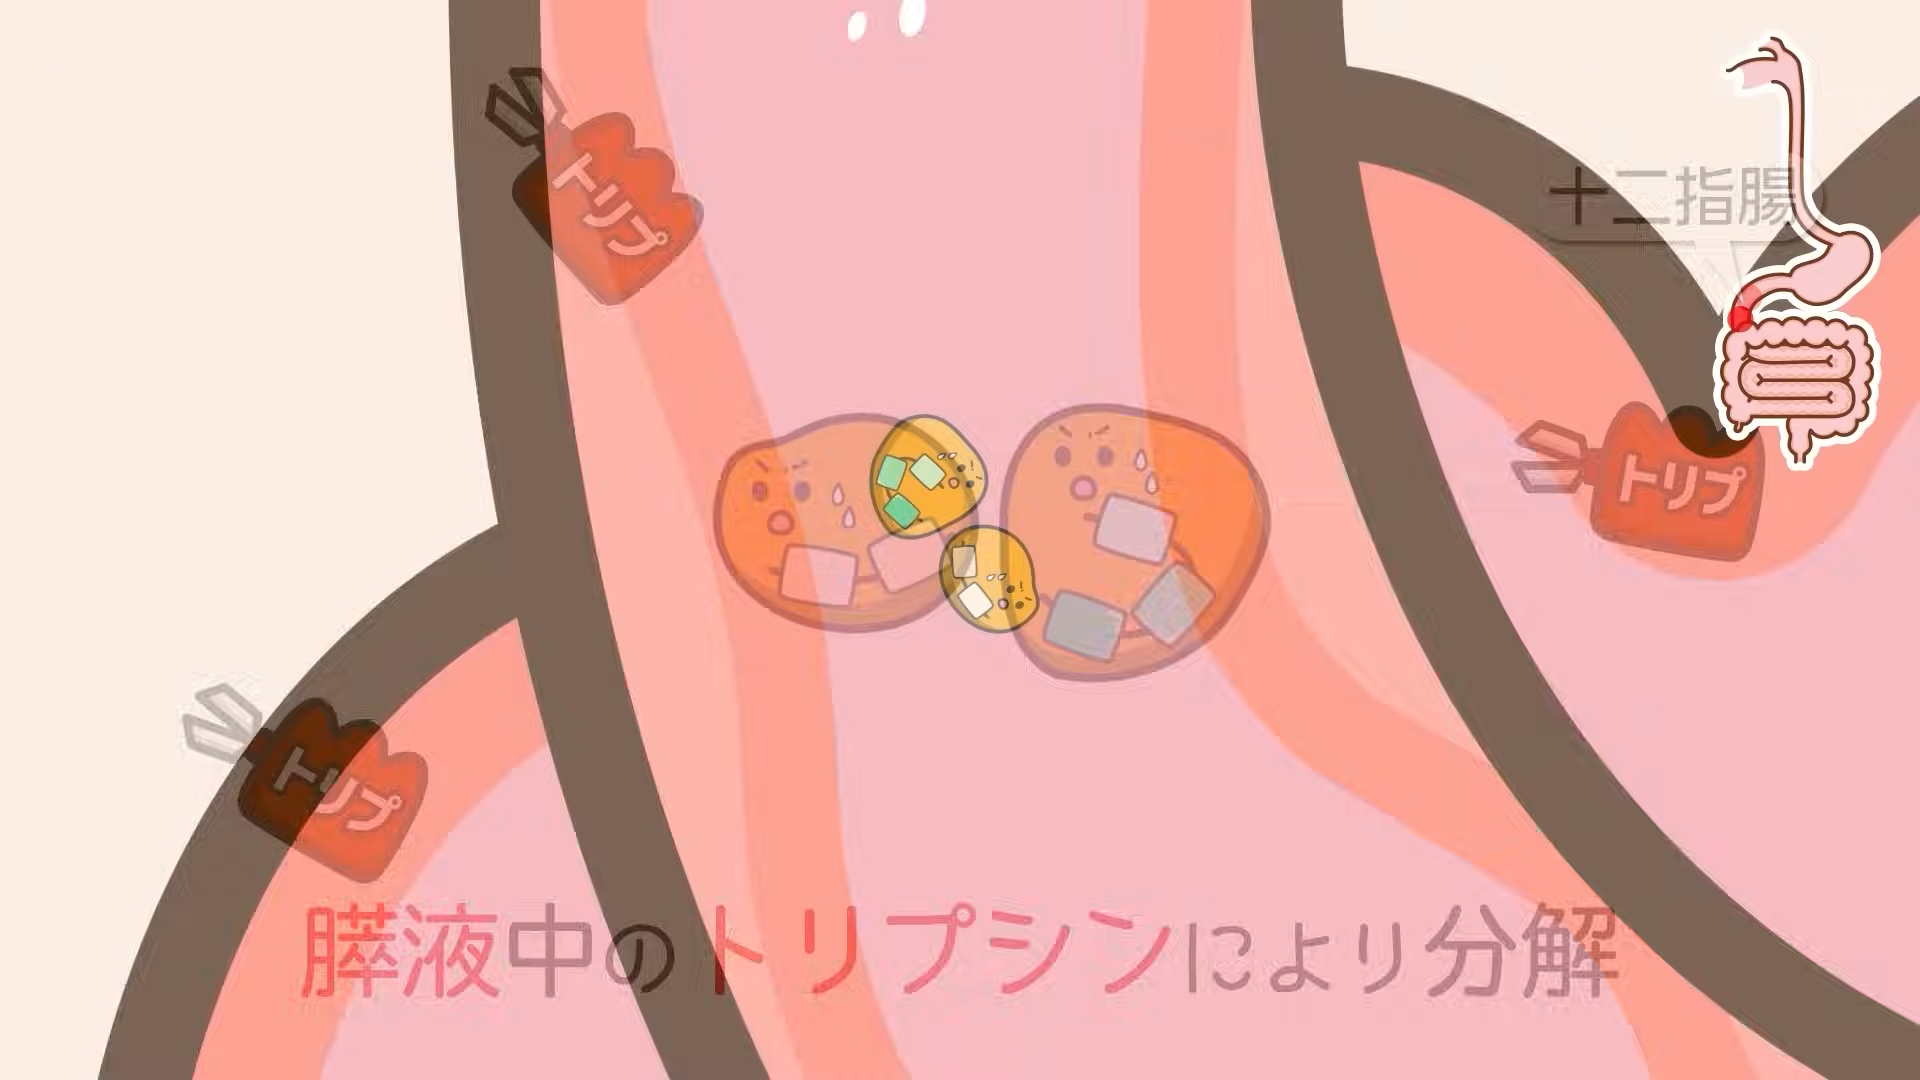 トリプ
十二指腸
トリプ
トリプ
膵液中のトリプシンにより分解